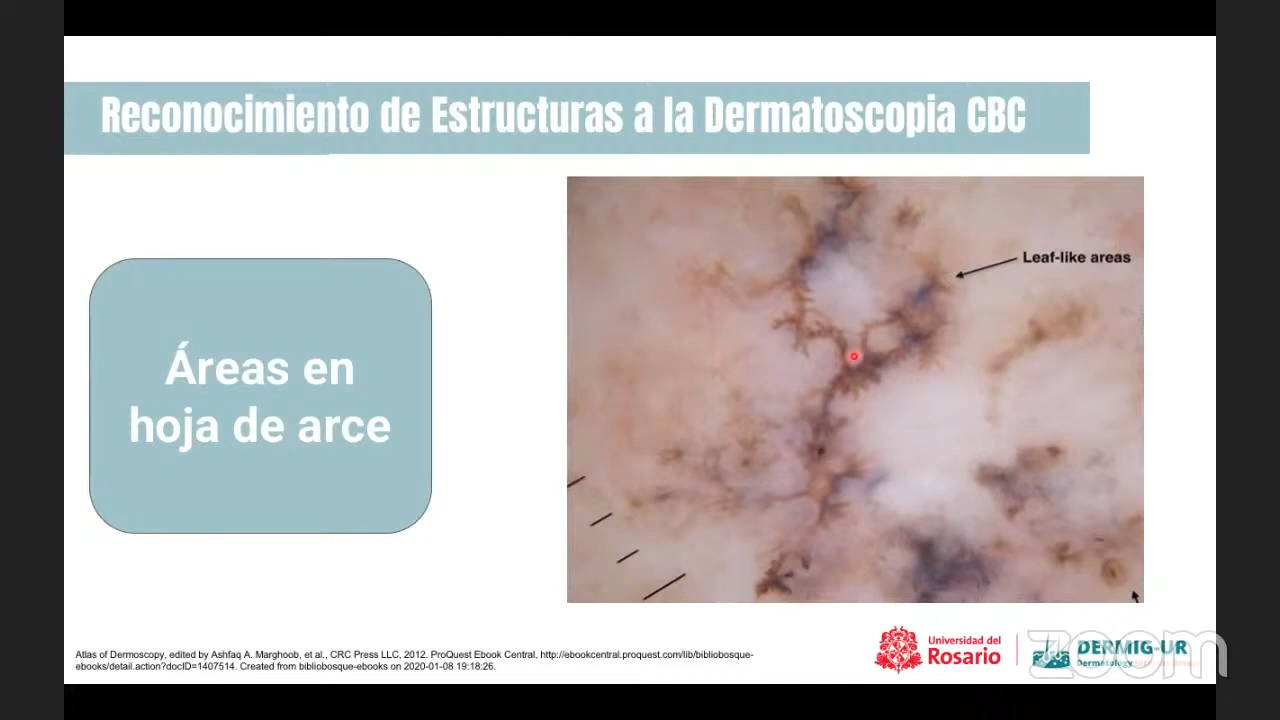 Reconocimiento de Estructuras a la Dermatoscopia CBC
Leaf-like areas
Áreas en
hoja de arce
Atlas of Dermoscopy, edited by Ashfaq A. Marghoob, et al., CRC Press LLC, 2012. ProQuest Ebook Central, http://ebookcentral.proquest.com/lib/bibliobosque-
ebooks/detail.action?docID=1407514. Created from bibliobosque-ebooks on 2020-01-08 19:18:26.
Universidad del
Rosario
DERMIG-UR
Dermatology
zoom